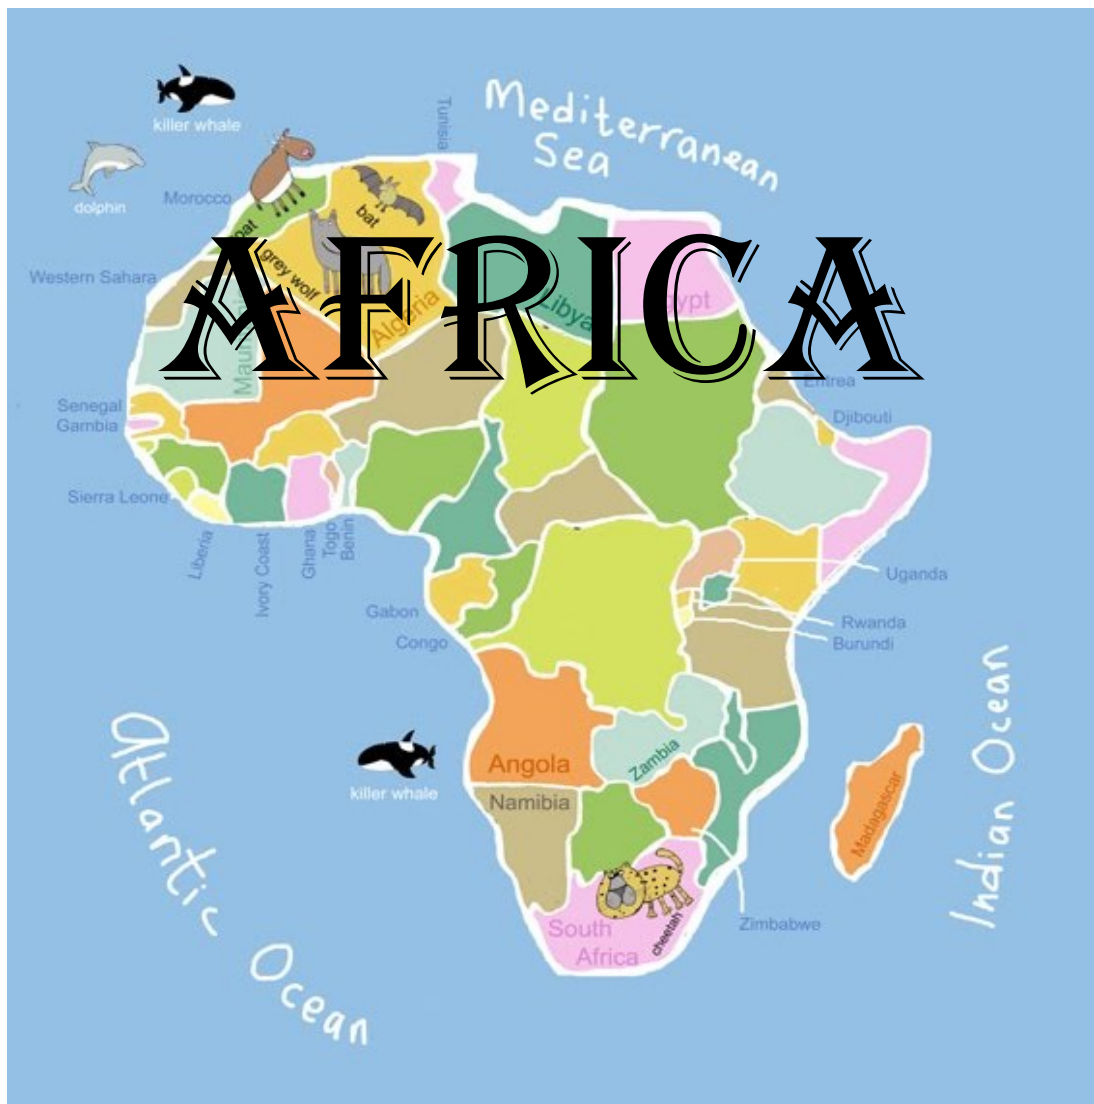 killer whale
Tunisia
Mediterranean
Sea
dolphin
Morocco
bat
grey wolf
AFRICA
Western Sahara
Algeria
Libya
Eritrea
Senegal
Gambia
Djibouti
Sierra Leone
Liberia
Ivory Coast
Ghana
Togo
Benin
Uganda
Gabon
Rwanda
Congo
Burundi
Atlantic
Ocean
Indian Ocean
killer whale
Angola
Zambia
Namibia
Madagascar
South
Africa
cheetah
Zimbabwe